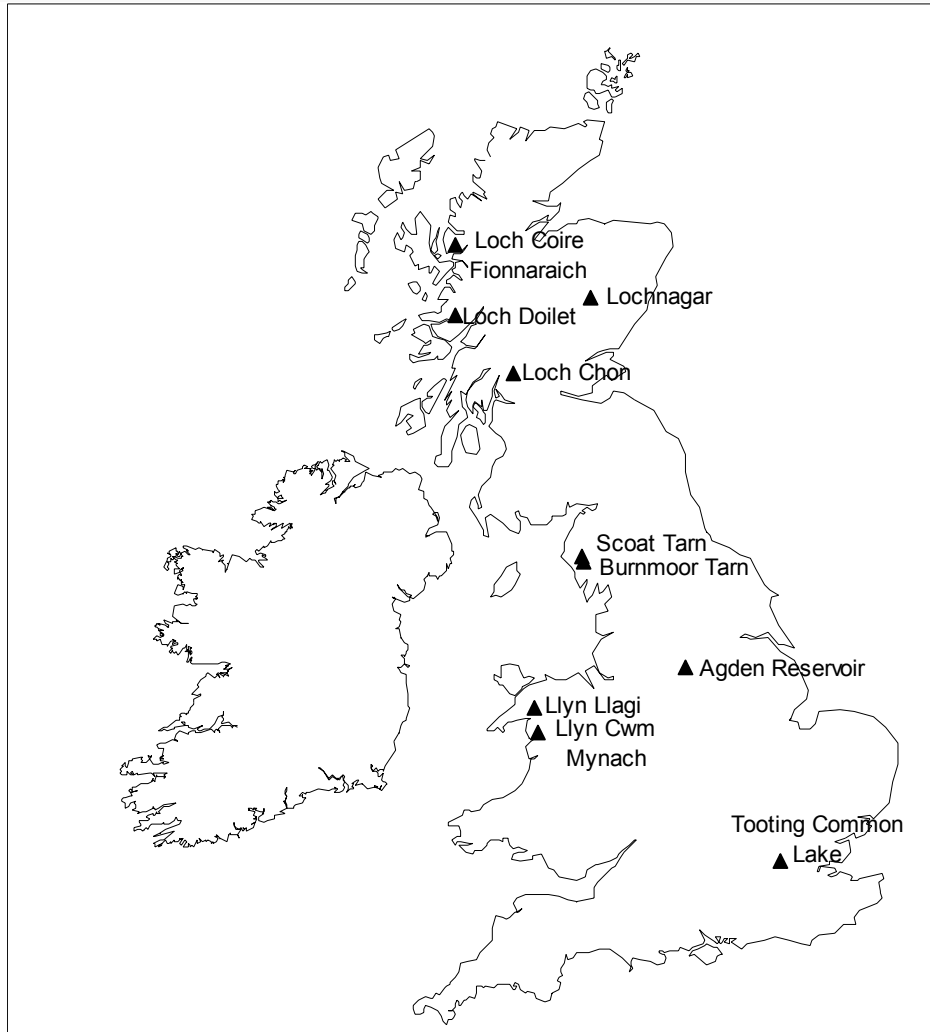 Loch Coire
Fionnaraich
Lochnagar
Loch Doilet
Loch Chon
Scoat Tarn
Burnmoor Tarn
Agden Reservoir
Llyn Llagi
Llyn Cwm
Mynach
Tooting Common
Lake